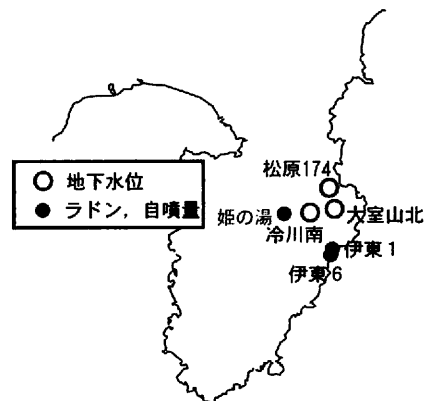 松原174
地下水位
ラドン，自噴量
姫の湯
大室山北
冷川南
伊東1
伊東6